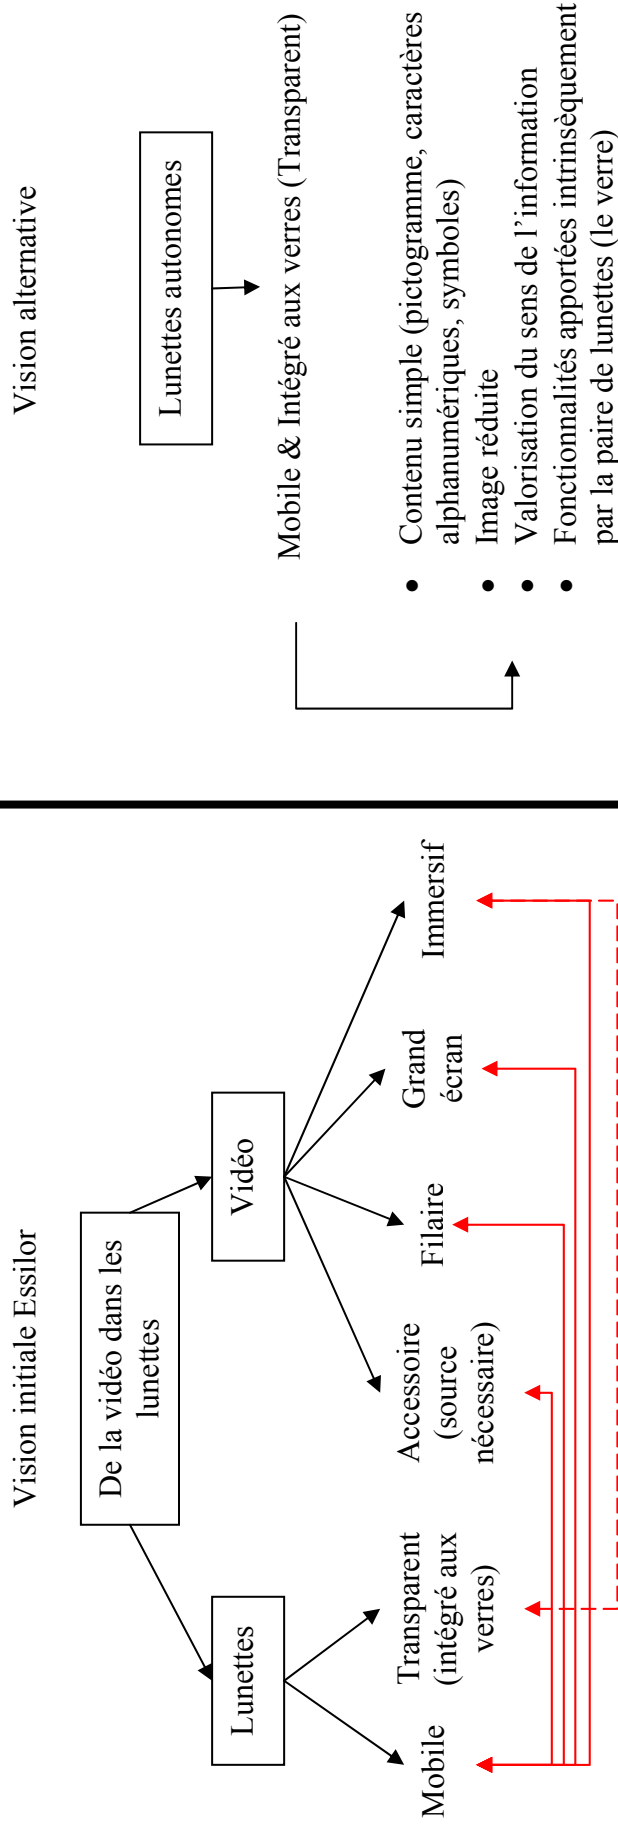 Vision initiale Essilor
De la vidéo dans les
lunettes
Lunettes
Vidéo
Mobile
Transparent
(intégré aux
verres)
Accessoire
(source
nécessaire)
Filaire
Grand
écran
Immersif
Vision alternative
Lunettes autonomes
Mobile & Intégré aux verres (Transparent)
• Contenu simple (pictogramme, caractères
alphanumériques, symboles)
• Image réduite
• Valorisation du sens de l’information
• Fonctionnalités apportées intrinsèquement
par la paire de lunettes (le verre)